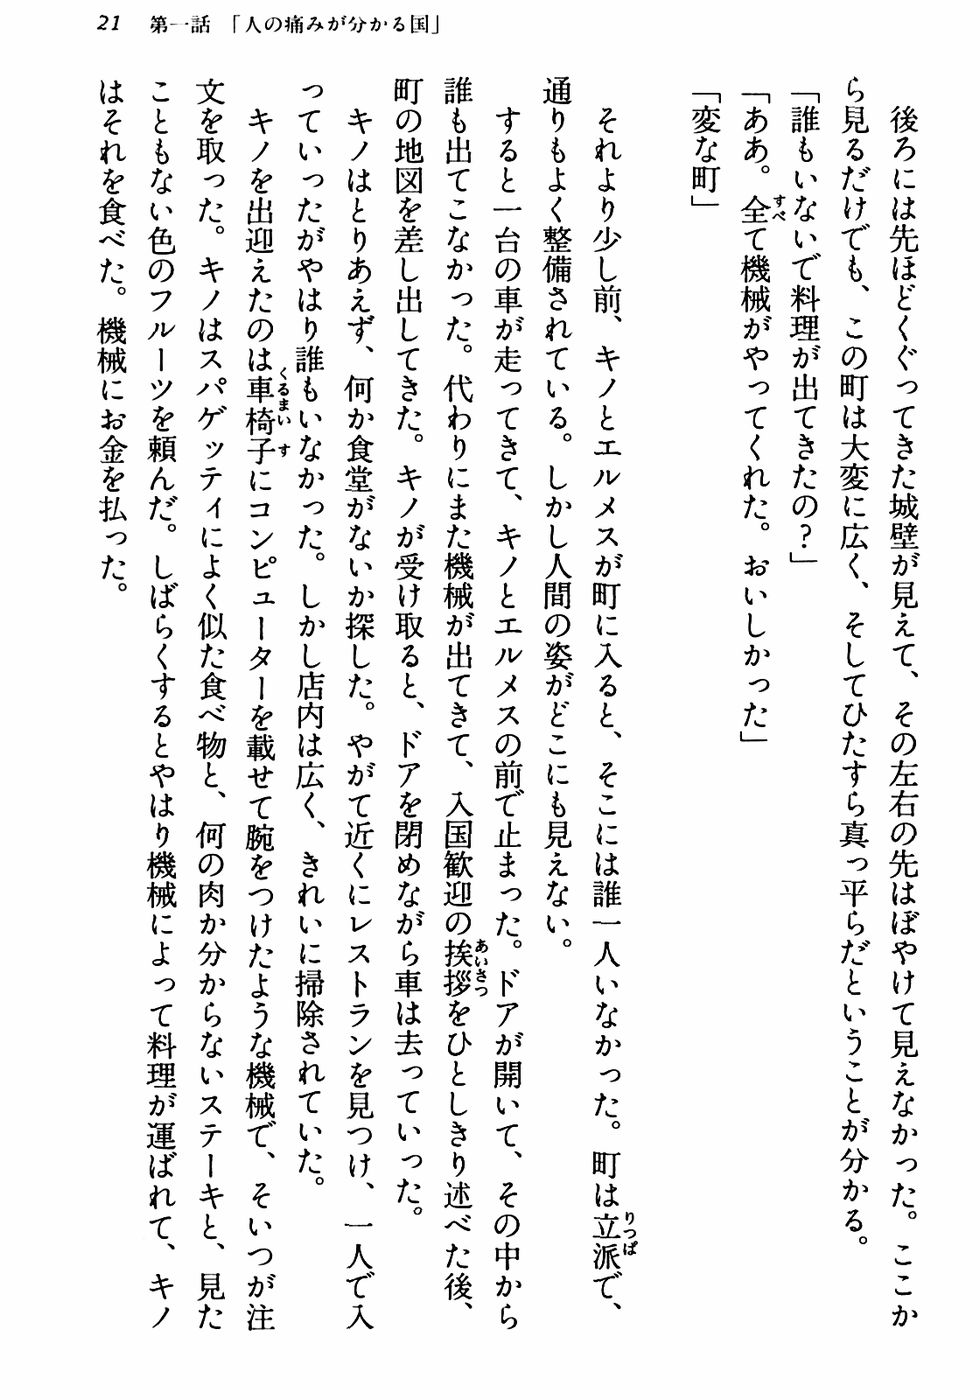 21 第一話 「人の痛みが分かる国」
　後ろには先ほどくぐってきた城壁が見えて、その左右の先はぼやけて見えなかった。ここか
ら見るだけでも、この町は大変に広く、そしてひたすら真っ平らだということが分かる。
「誰もいないで料理が出てきたの？」
「ああ。全て機械がやってくれた。おいしかった」
「変な町」
　それより少し前、キノとエルメスが町に入ると、そこには誰一人いなかった。町は立派で、
通りもよく整備されている。しかし人間の姿がどこにも見えない。
　すると一台の車が走ってきて、キノとエルメスの前で止まった。ドアが開いて、その中から
誰も出てこなかった。代わりにまた機械が出てきて、入国歓迎の挨拶をひとしきり述べた後、
町の地図を差し出してきた。キノが受け取ると、ドアを閉めながら車は去っていった。
　キノはとりあえず、何か食堂がないか探した。やがて近くにレストランを見つけ、一人で入
っていったがやはり誰もいなかった。しかし店内は広く、きれいに掃除されていた。
　キノを出迎えたのは車椅子にコンピューターを載せて腕をつけたような機械で、そいつが注
文を取った。キノはスパゲッティによく似た食べ物と、何の肉か分からないステーキと、見た
こともない色のフルーツを頼んだ。しばらくするとやはり機械によって料理が運ばれて、キノ
はそれを食べた。機械にお金を払った。